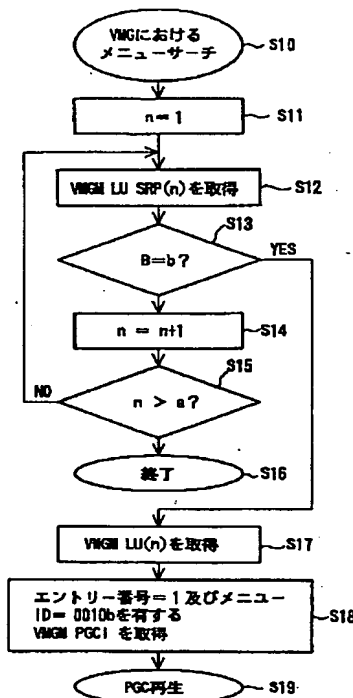 VMGにおける
メニューサーチ
S10
n=1
S11
VMGM LU SRP(n)を取得
S12
S13
B=b?
YES
n = n+1
S14
S15
NO
n > a?
終了
S16
VMGM LU(n)を取得
S17
エントリー番号=1 及びメニュー
ID= 0010bを有する
VMGM PGCI を取得
S18
PGC再生
S19